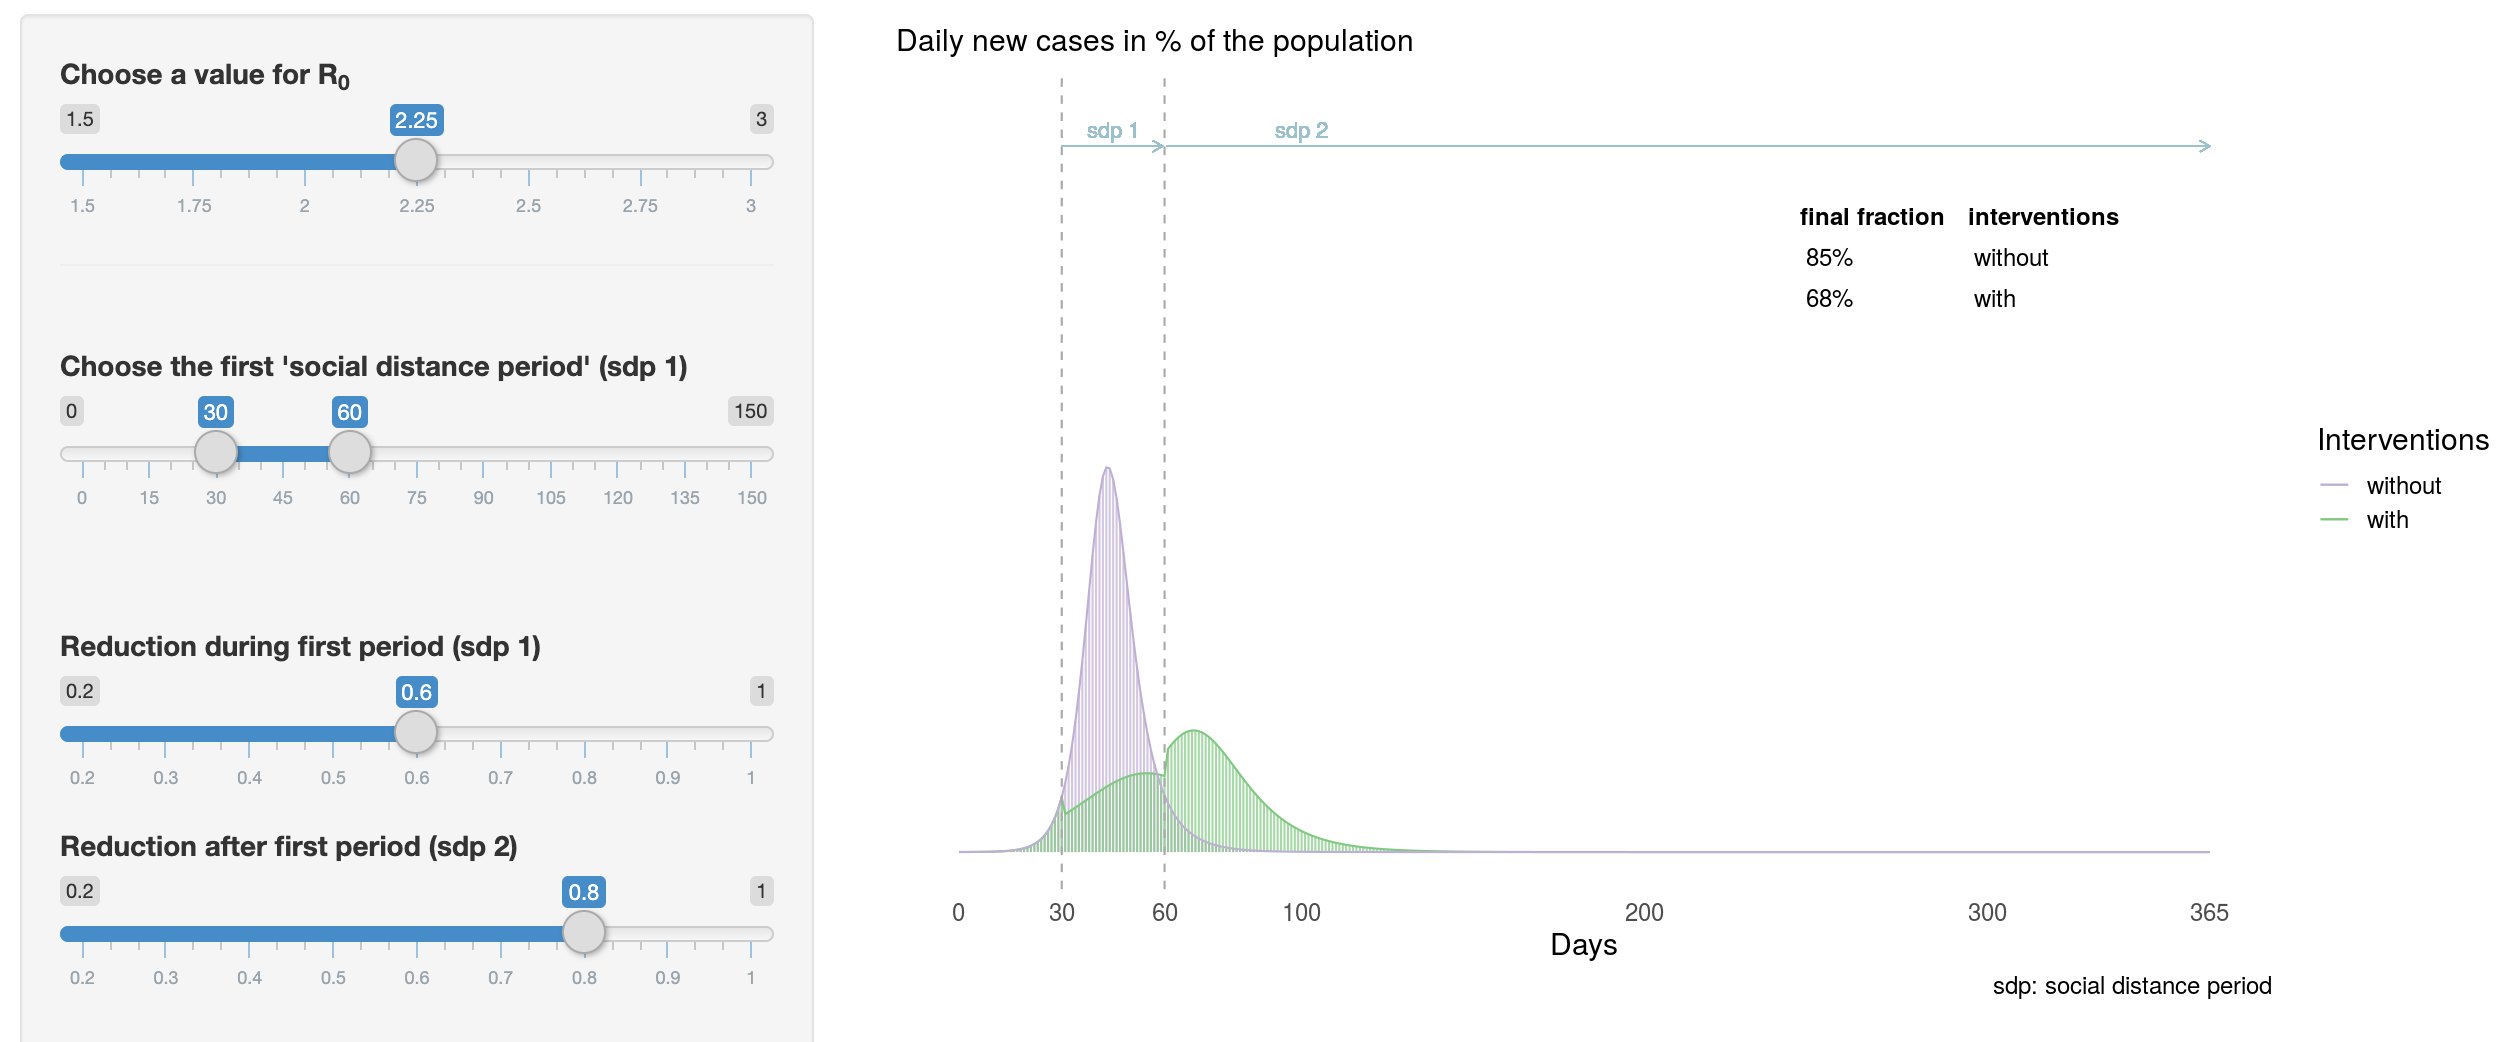 Choose a value for R0
1.5 2.25 3
1.5 1.75 2 2.25 2.5 2.75 3
Choose the first 'social distance period' (sdp 1)
0 30 60 150
0 15 30 45 60 75 90 105 120 135 150
Reduction during first period (sdp 1)
0.2 0.6 1
0.2 0.3 0.4 0.5 0.6 0.7 0.8 0.9 1
Reduction after first period (sdp 2)
0.2 0.8 1
0.2 0.3 0.4 0.5 0.6 0.7 0.8 0.9 1
Daily new cases in % of the population
sdp 1 sdp 2
final fraction interventions
85% without
68% with
Interventions
without
with
0 30 60 100 200 300 365
Days
sdp: social distance period